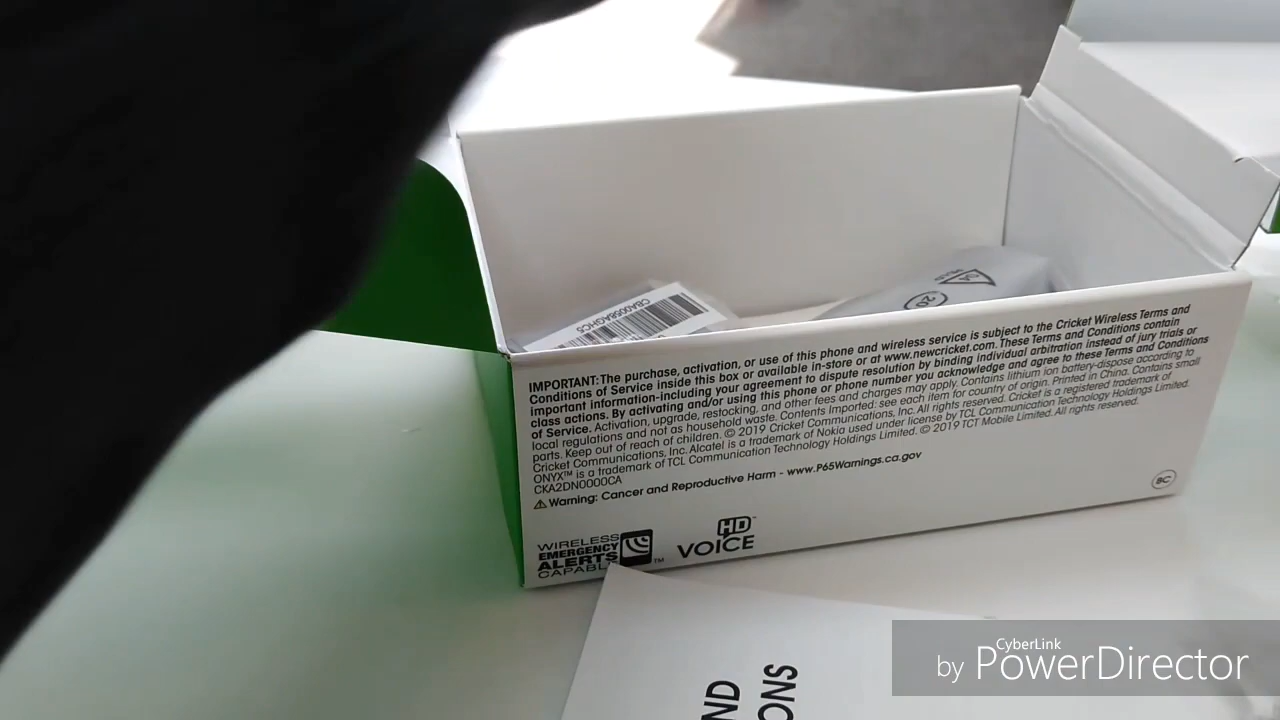 CBA0058AGHC5
04
20
IMPORTANT: The purchase, activation, or use of this phone and wireless service is subject to the Cricket Wireless Terms and
Conditions of Service inside this box or available in-store or at www.newcricket.com. These Terms and Conditions contain
important information-including your agreement to dispute resolution by binding individual arbitration instead of jury trials or
class actions. By activating and/or using this phone or phone number you acknowledge and agree to these Terms and Conditions
of Service. Activation, upgrade, restocking, and other fees and charges may apply. Contains lithium ion battery-dispose according to
local regulations and not as household waste. Contents Imported: see each item for country of origin. Printed in China. Contains small
parts. Keep out of reach of children. © 2019 Cricket Communications, Inc. All rights reserved. Cricket is a registered trademark of
Cricket Communications, Inc. Alcatel is a trademark of Nokia used under license by TCL Communication Technology Holdings Limited.
ONYX™ is a trademark of TCL Communication Technology Holdings Limited. © 2019 TCT Mobile Limited. All rights reserved.
CKA2DN0000CA
Warning: Cancer and Reproductive Harm - www.P65Warnings.ca.gov
BC
WIRELESS
EMERGENCY
ALERTS
CAPABL
™
HD™
VOICE
ND
ONS
CyberLink
by PowerDirector